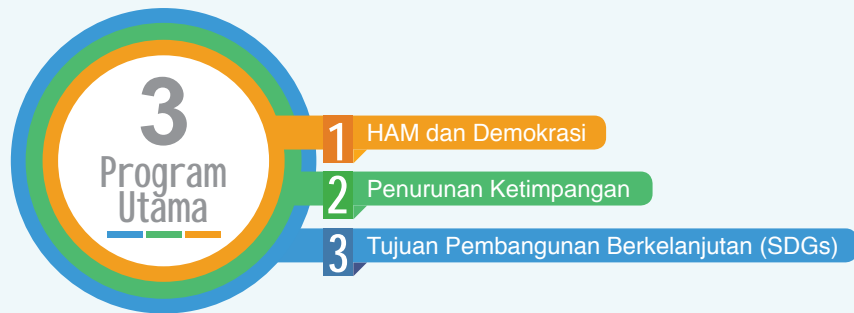 3
Program
Utama
1 HAM dan Demokrasi
2 Penurunan Ketimpangan
3 Tujuan Pembangunan Berkelanjutan (SDGs)